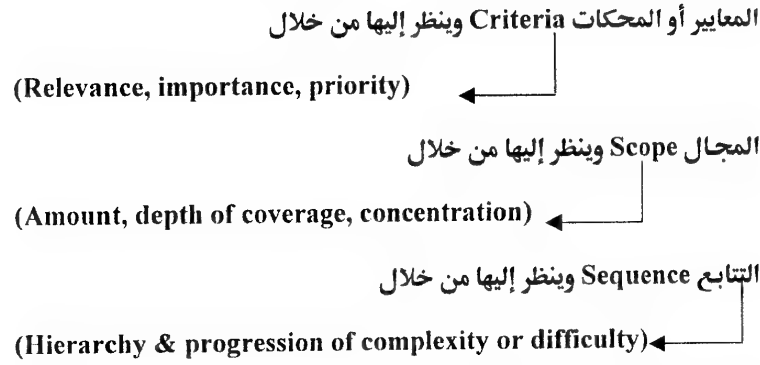 المعايير أو المحكات Criteria وينظر إليها من خلال
(Relevance, importance, priority)
المجال Scope وينظر إليها من خلال
(Amount, depth of coverage, concentration)
التتابع Sequence وينظر إليها من خلال
(Hierarchy & progression of complexity or difficulty)